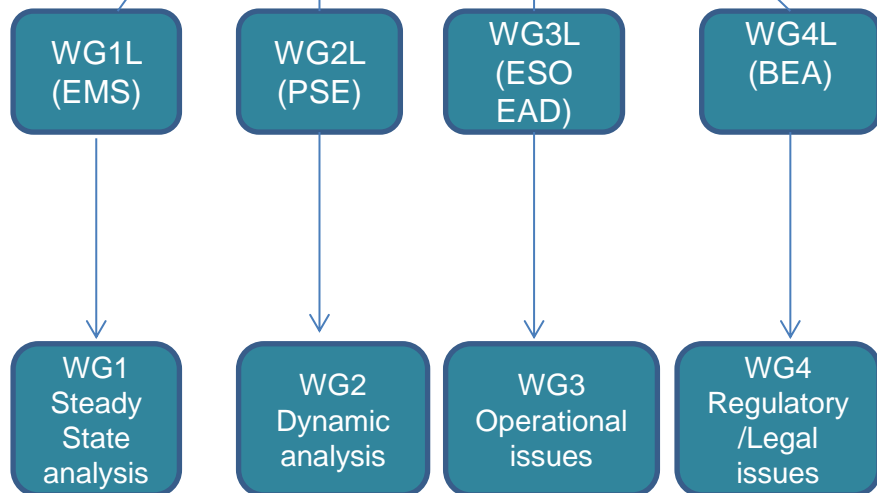 WG1L
(EMS)
WG2L
(PSE)
WG3L
(ESO
EAD)
WG4L
(BEA)
WG1
Steady
State
analysis
WG2
Dynamic
analysis
WG3
Operational
issues
WG4
Regulatory
/Legal
issues